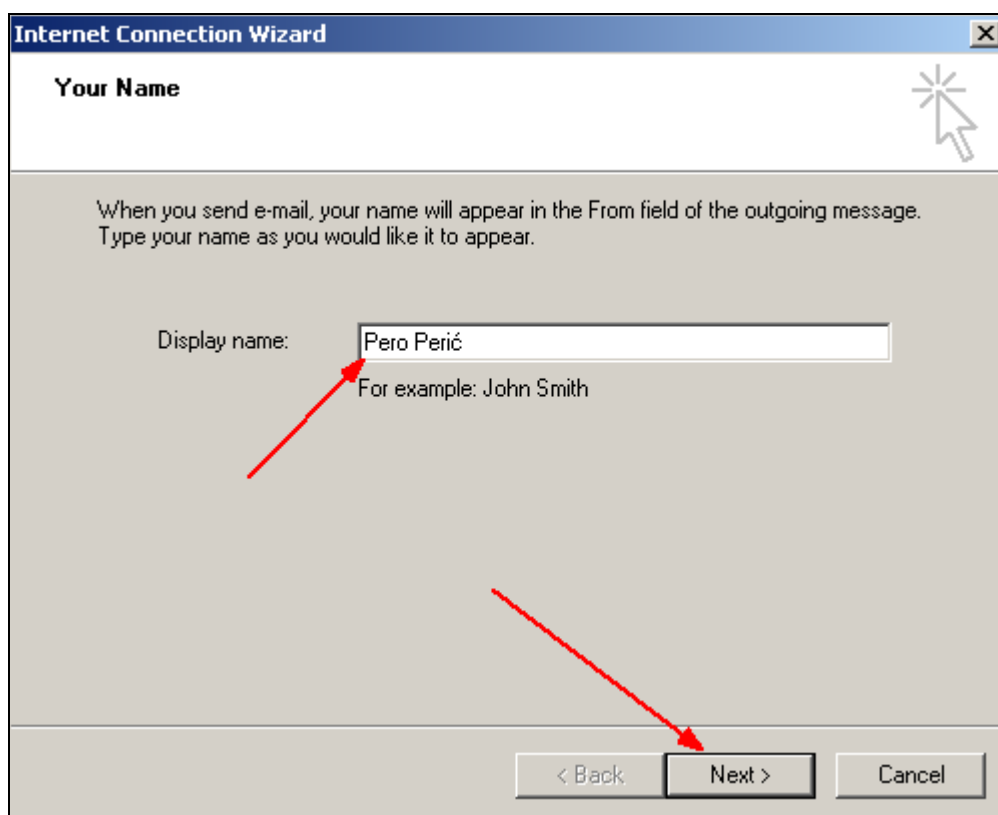 Internet Connection Wizard
Your Name
When you send e-mail, your name will appear in the From field of the outgoing message.
Type your name as you would like it to appear.
Display name: Pero Perić
For example: John Smith
< Back Next > Cancel